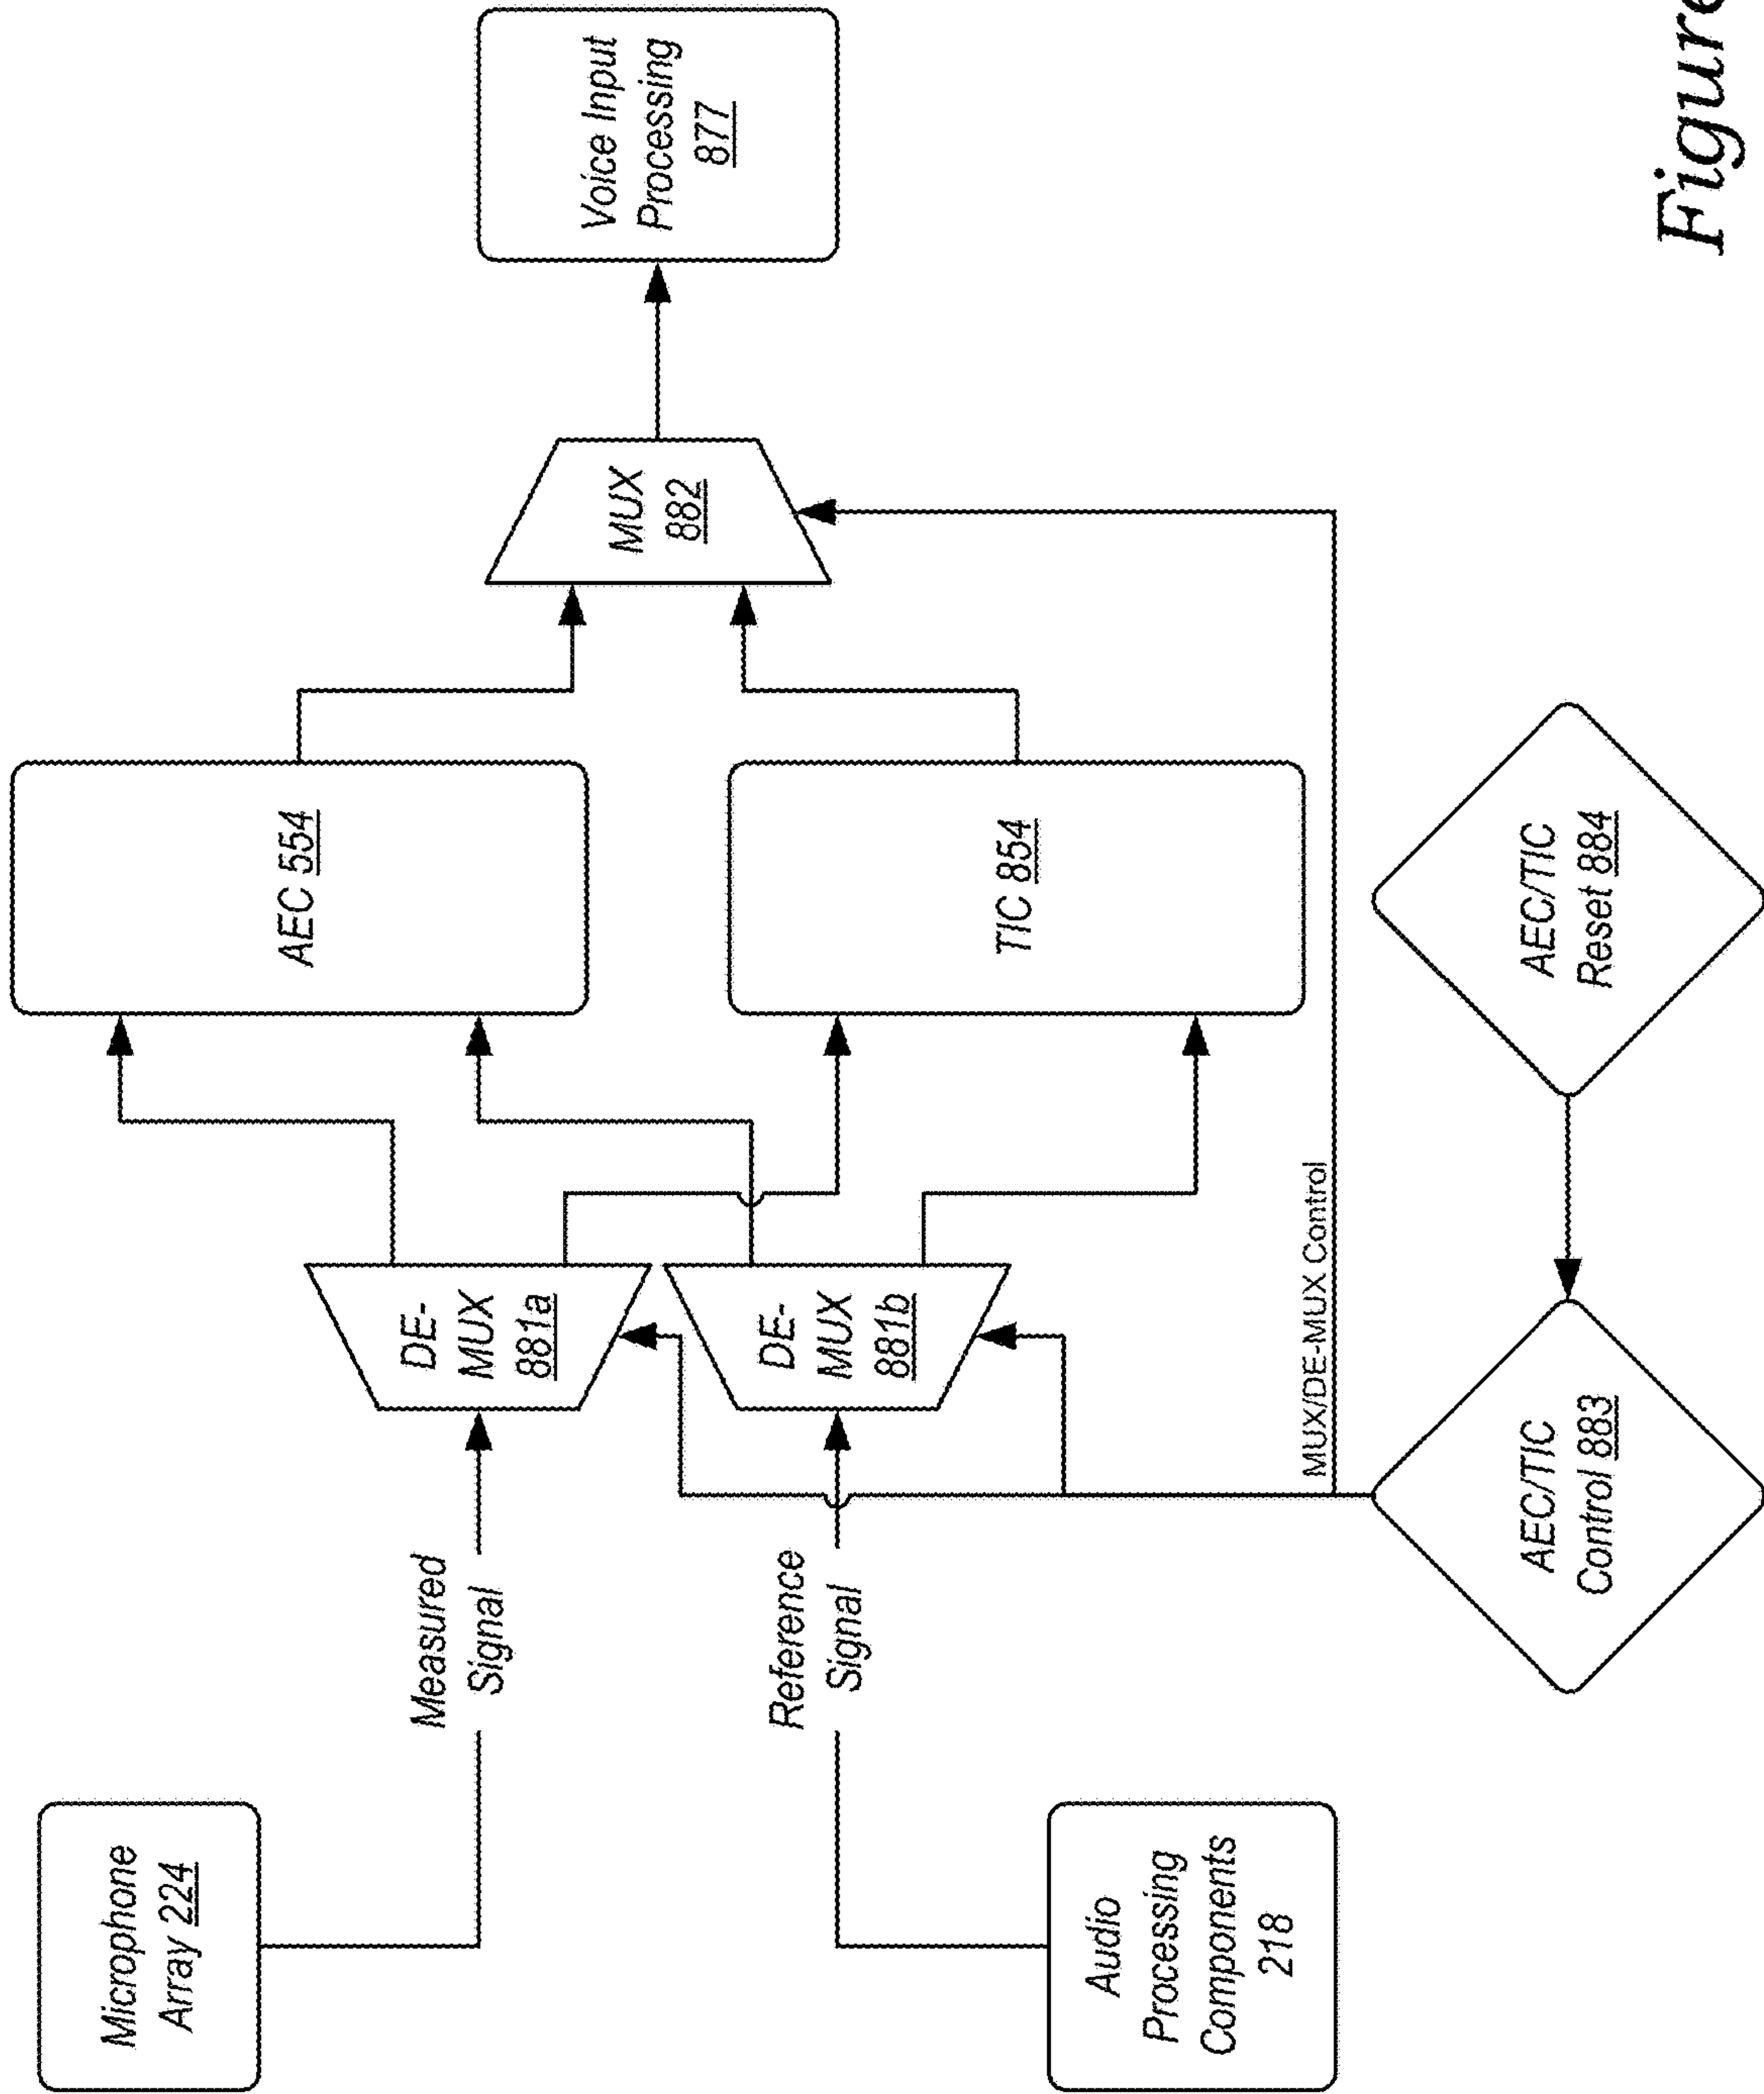 Microphone
Array 224
Measured
Signal
DE-
MUX
881a
AEC 554
MUX
882
Voice Input
Processing
877
Audio
Processing
Components
218
Reference
Signal
DE-
MUX
881b
TIC 854
MUX/DE-MUX Control
AEC/TIC
Control 883
AEC/TIC
Reset 884
Figure